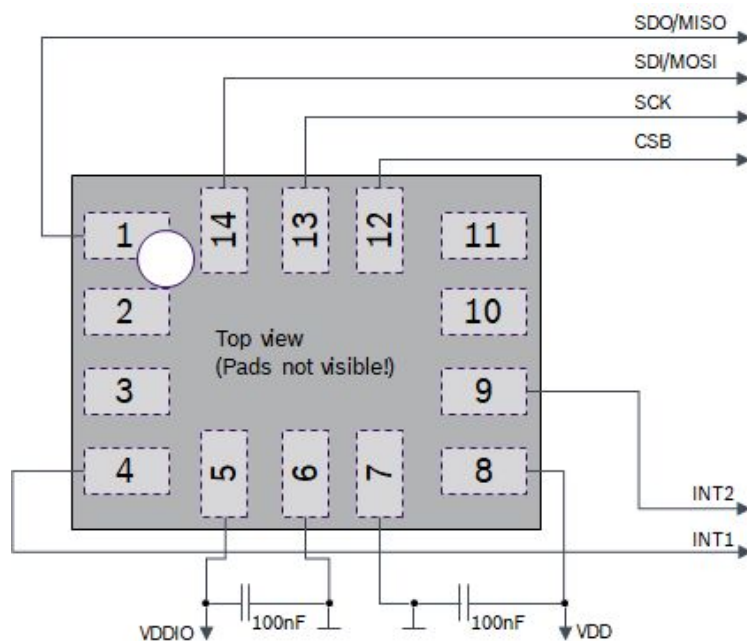 SDO/MISO
SDI/MOSI
SCK
CSB
1
14
13
12
11
2
10
Top view
(Pads not visible!)
3
9
4
5
6
7
8
INT2
INT1
100nF
100nF
VDDIO
VDD